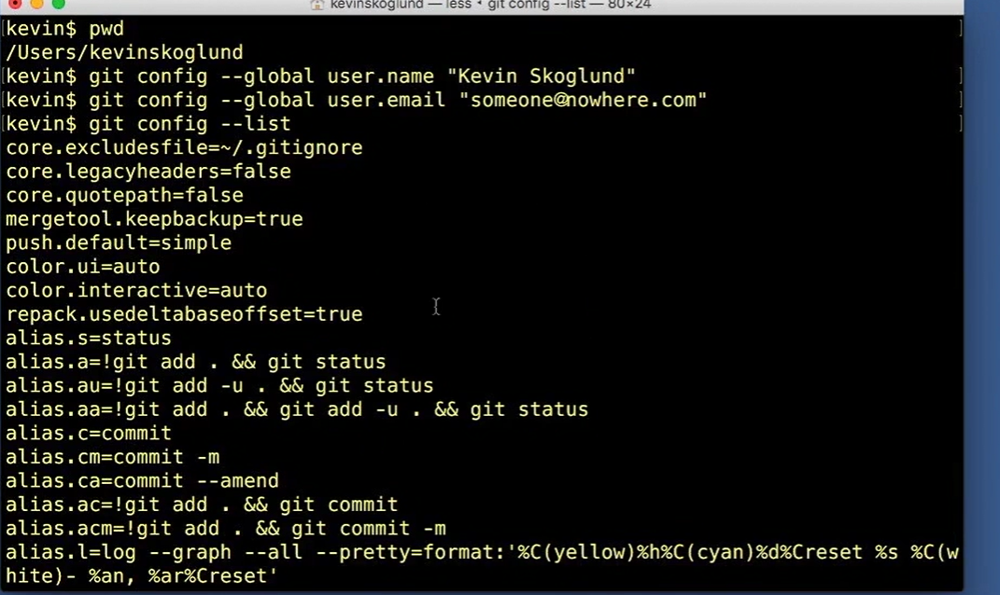 kevinskoglund — less • git config --list — 80×24
kevin$ pwd
/Users/kevinskoglund
kevin$ git config --global user.name "Kevin Skoglund"
kevin$ git config --global user.email "someone@nowhere.com"
kevin$ git config --list
core.excludesfile=~/.gitignore
core.legacyheaders=false
core.quotepath=false
mergetool.keepbackup=true
push.default=simple
color.ui=auto
color.interactive=auto
repack.usedeltabaseoffset=true
alias.s=status
alias.a=!git add . && git status
alias.au=!git add -u . && git status
alias.aa=!git add . && git add -u . && git status
alias.c=commit
alias.cm=commit -m
alias.ca=commit --amend
alias.ac=!git add . && git commit
alias.acm=!git add . && git commit -m
alias.l=log --graph --all --pretty=format:'%C(yellow)%h%C(cyan)%d%Creset %s %C(w
hite)- %an, %ar%Creset'